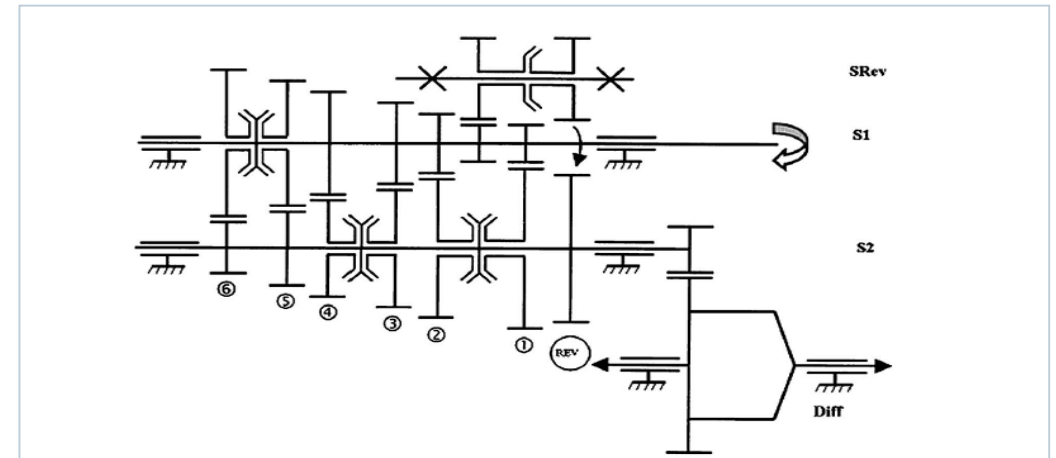 SRev
S1
S2
⑥
⑤
④
③
②
①
REV
Diff